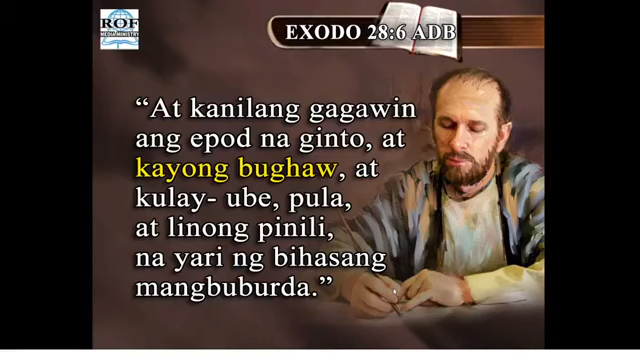 ROF
MEDIA MINISTRY
EXODO 28:6 ADB
“At kanilang gagawin
ang epod na ginto, at
kayong bughaw, at
kulay- ube, pula,
at linong pinili,
na yari ng bihasang
mangbuburda.”